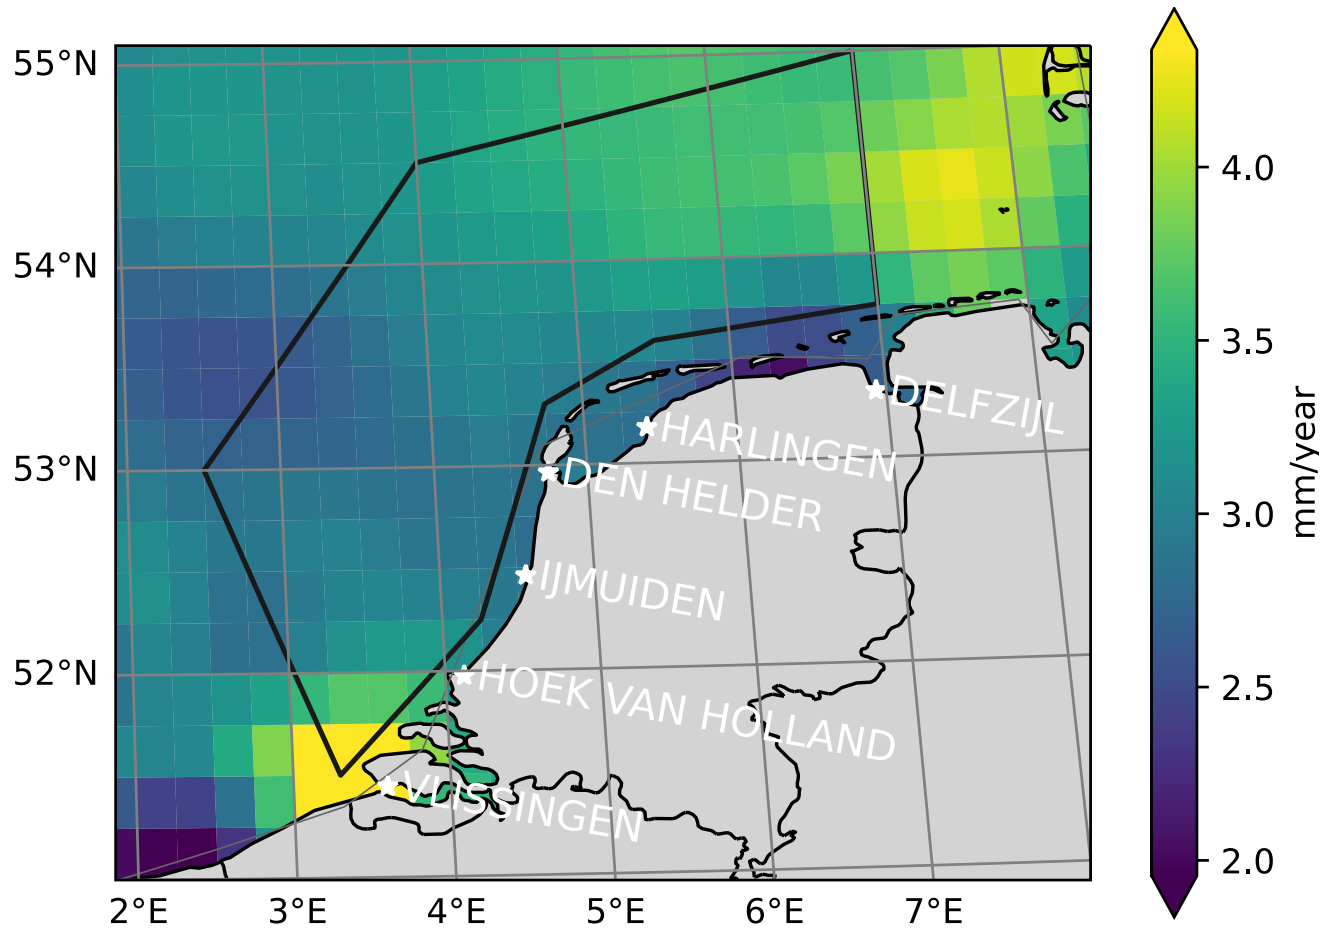 55°N
54°N
53°N
52°N
DELFZIJL
HARLINGEN
DEN HELDER
IJMUIDEN
HOEK VAN HOLLAND
VLISSINGEN
2°E 3°E 4°E 5°E 6°E 7°E
4.0
3.5
3.0
2.5
2.0
mm/year